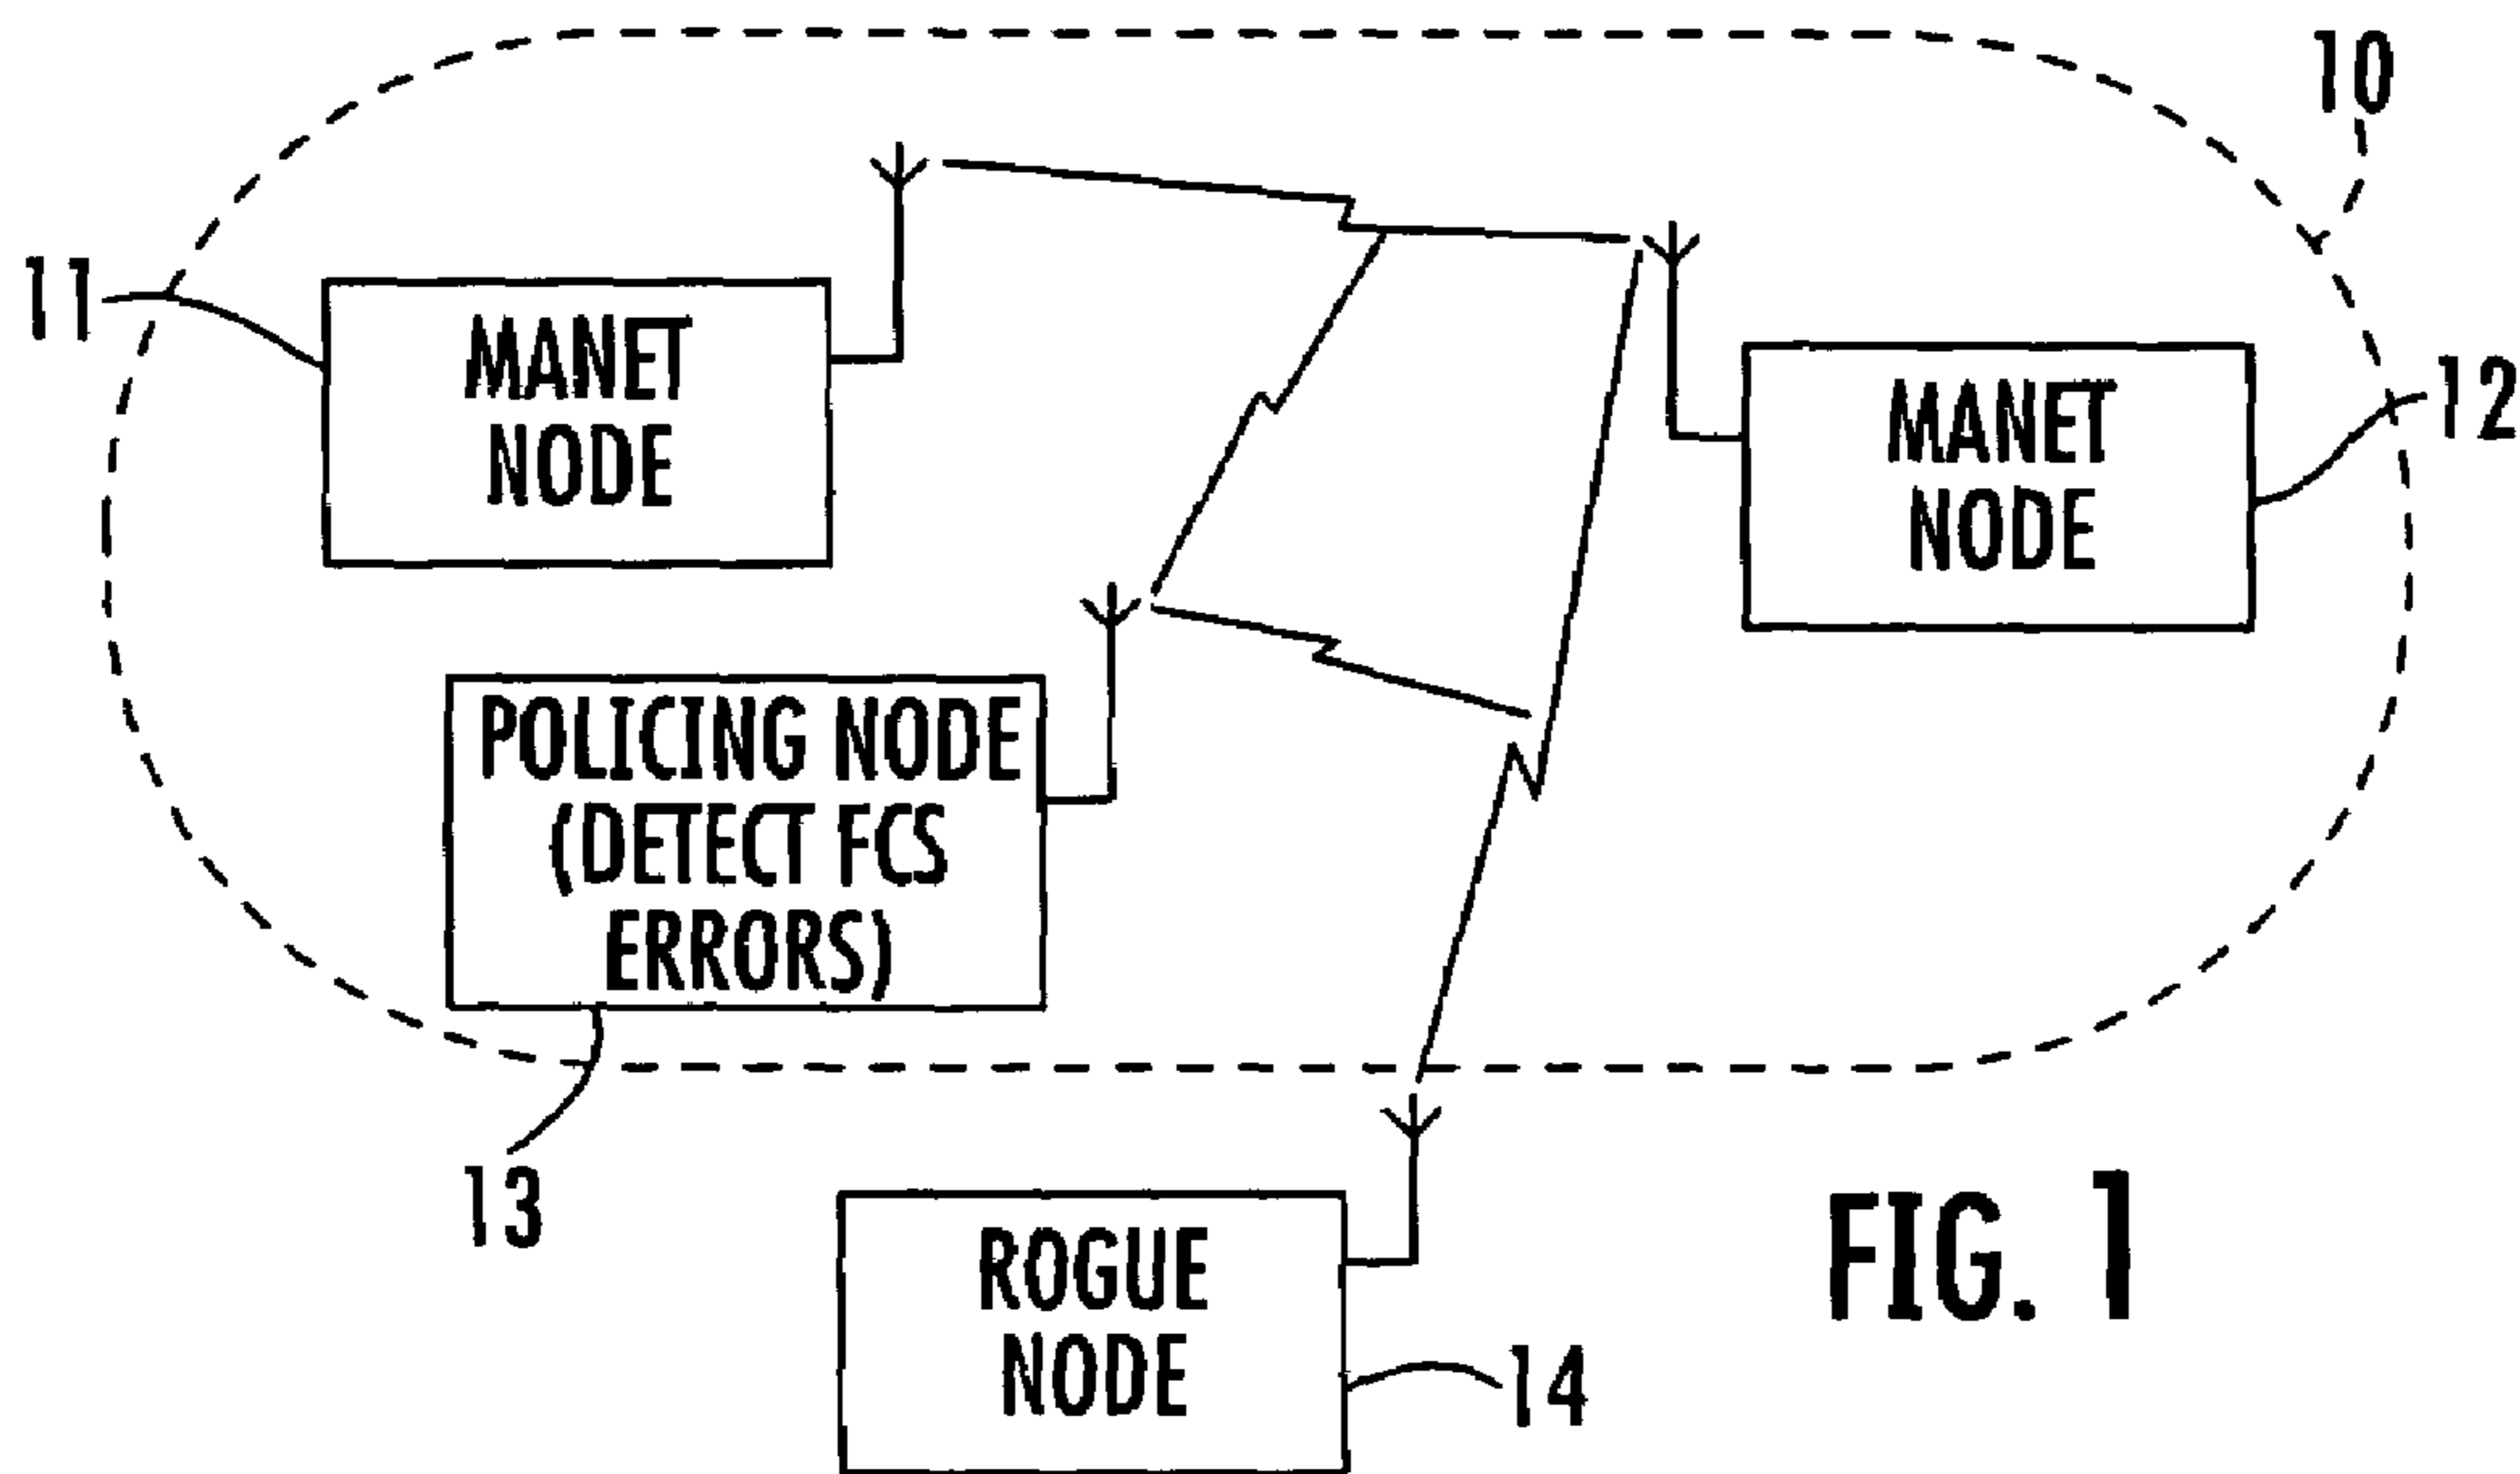 10
11
MANET
NODE
12
MANET
NODE
POLICING NODE
(DETECT FCS
ERRORS)
13
ROGUE
NODE
14
FIG. 1